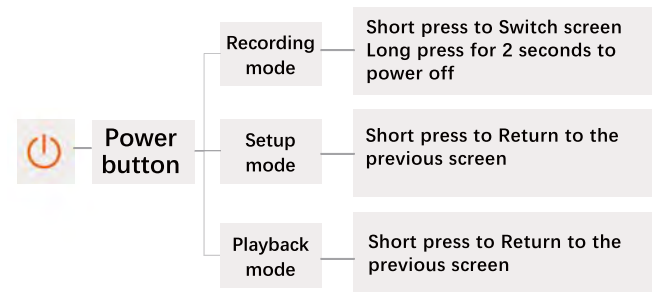 Power
button
Recording
mode
Short press to Switch screen
Long press for 2 seconds to
power off
Setup
mode
Short press to Return to the
previous screen
Playback
mode
Short press to Return to the
previous screen